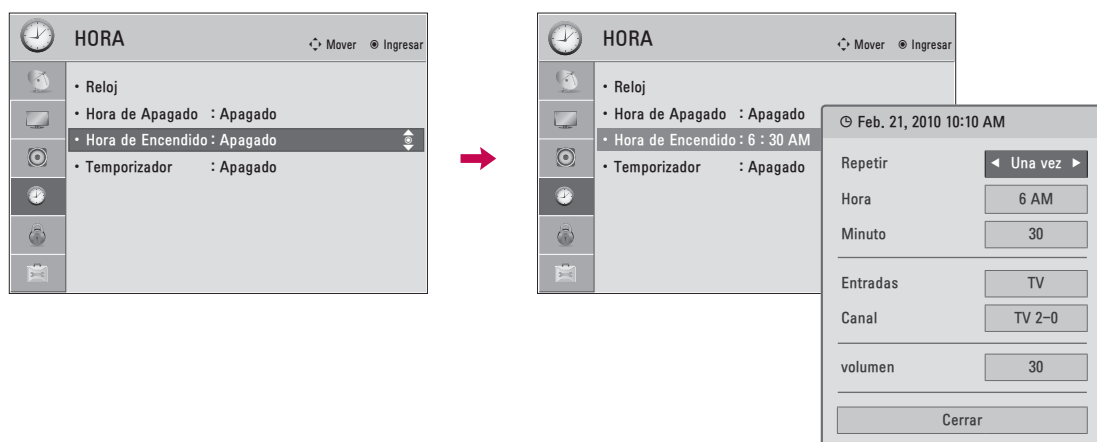 HORA
Mover Ingresar
• Reloj
• Hora de Apagado : Apagado
• Hora de Encendido : Apagado
• Temporizador : Apagado
HORA
Mover Ingresar
• Reloj
• Hora de Apagado : Apagado
• Hora de Encendido : 6 : 30 AM
• Temporizador : Apagado
Feb. 21, 2010 10:10 AM
Repetir ◀ Una vez ▶
Hora 6 AM
Minuto 30
Entradas TV
Canal TV 2-0
volumen 30
Cerrar